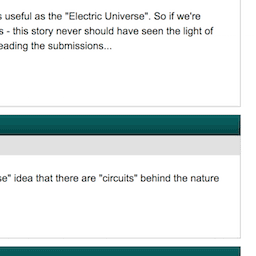 useful as the "Electric Universe". So if we're
- this story never should have seen the light of
eading the submissions...
se" idea that there are "circuits" behind the nature